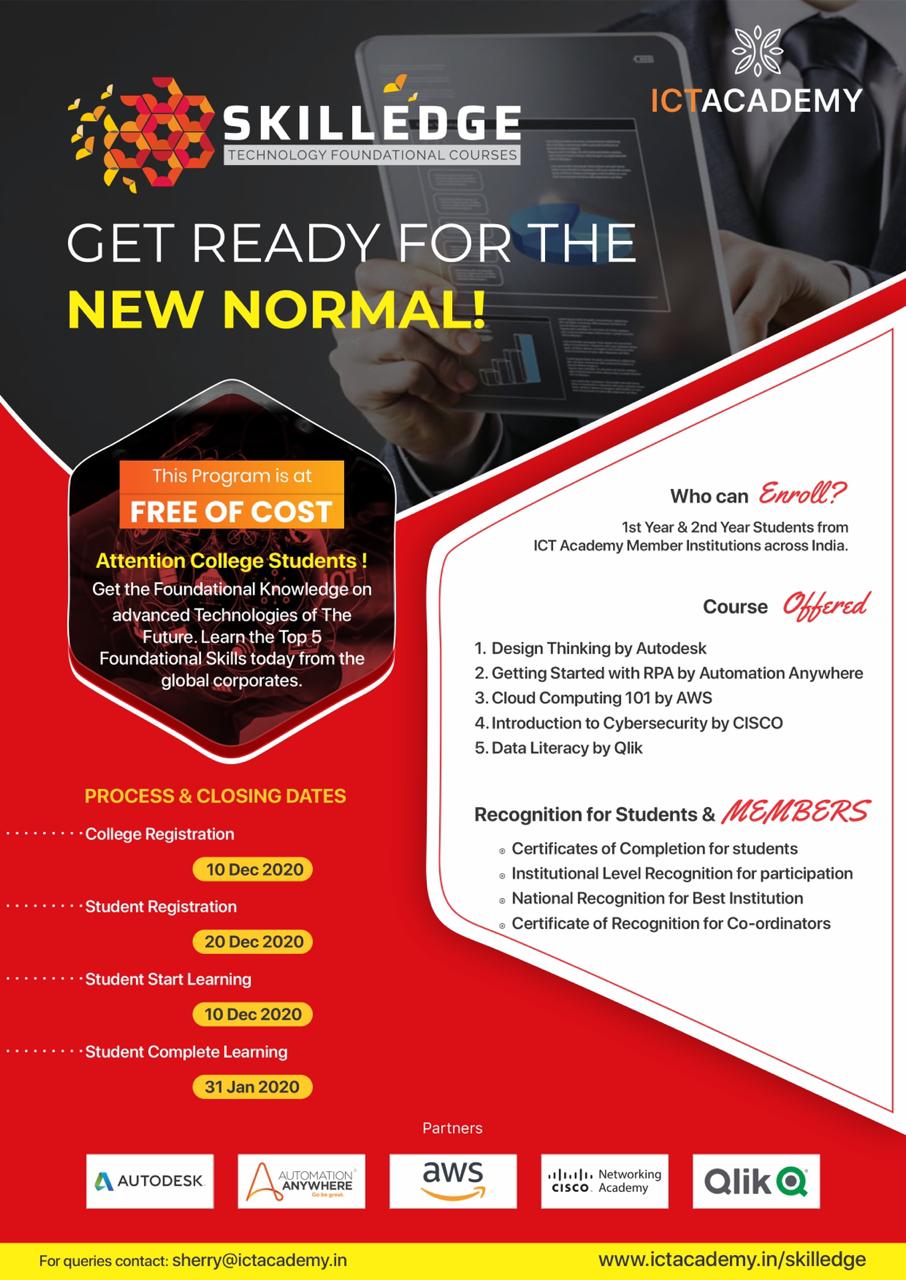 SKILLEDGE
TECHNOLOGY FOUNDATIONAL COURSES
ICTACADEMY
GET READY FOR THE
NEW NORMAL!
This Program is at
FREE OF COST
Attention College Students !
Get the Foundational Knowledge on
advanced Technologies of The
Future. Learn the Top 5
Foundational Skills today from the
global corporates.
IOT
Who can Enroll?
1st Year & 2nd Year Students from
ICT Academy Member Institutions across India.
Course Offered
1. Design Thinking by Autodesk
2. Getting Started with RPA by Automation Anywhere
3. Cloud Computing 101 by AWS
4. Introduction to Cybersecurity by CISCO
5. Data Literacy by Qlik
Recognition for Students & MEMBERS
Certificates of Completion for students
Institutional Level Recognition for participation
National Recognition for Best Institution
Certificate of Recognition for Co-ordinators
PROCESS & CLOSING DATES
College Registration
10 Dec 2020
Student Registration
20 Dec 2020
Student Start Learning
10 Dec 2020
Student Complete Learning
31 Jan 2020
Partners
AUTODESK
AUTOMATION
ANYWHERE
Go be great.
aws
CISCO Networking
Academy
Qlik
For queries contact: sherry@ictacademy.in
www.ictacademy.in/skilledge